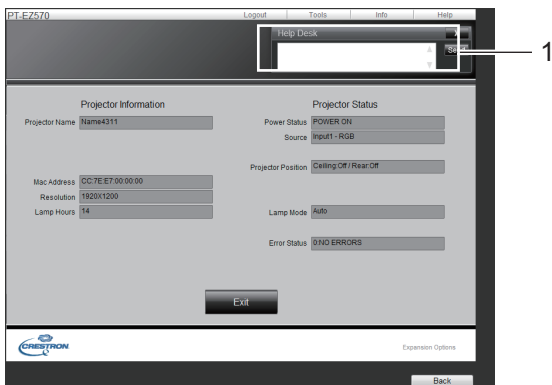 PT-EZ570 Logout Tools Info Help
Help Desk X
Send
1
Projector Information Projector Status
Projector Name Name4311 Power Status POWER ON
Source Input1 - RGB
Projector Position Ceiling:Off / Rear:Off
Mac Address CC:7E:E7:00:00:00
Resolution 1920X1200
Lamp Hours 14 Lamp Mode Auto
Error Status 0:NO ERRORS
Exit
CRESTRON Expansion Options
Back